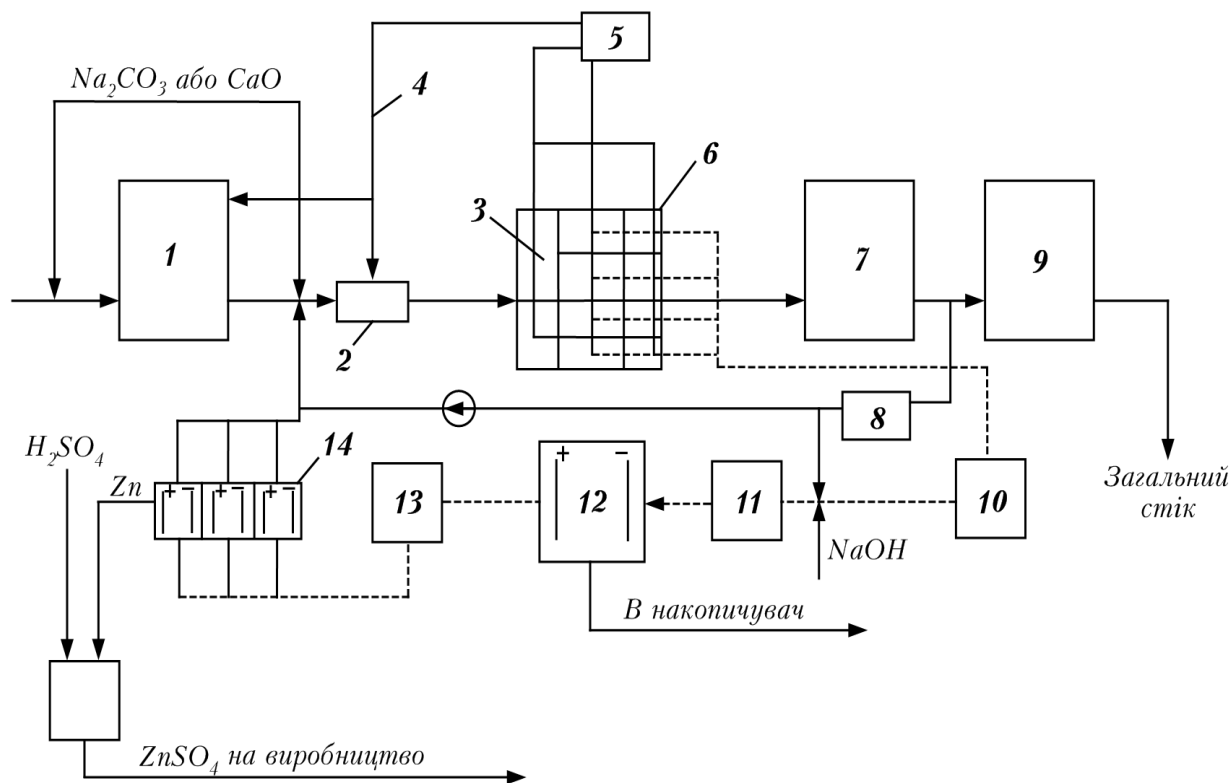 5
Na₂CO₃ або CaO
4
6
3
1
7
9
2
8
H₂SO₄
14
+ −
Zn
+ − + − + −
13
12
11
10
Загальний
стік
NaOH
В накопичувач
ZnSO₄ на виробництво